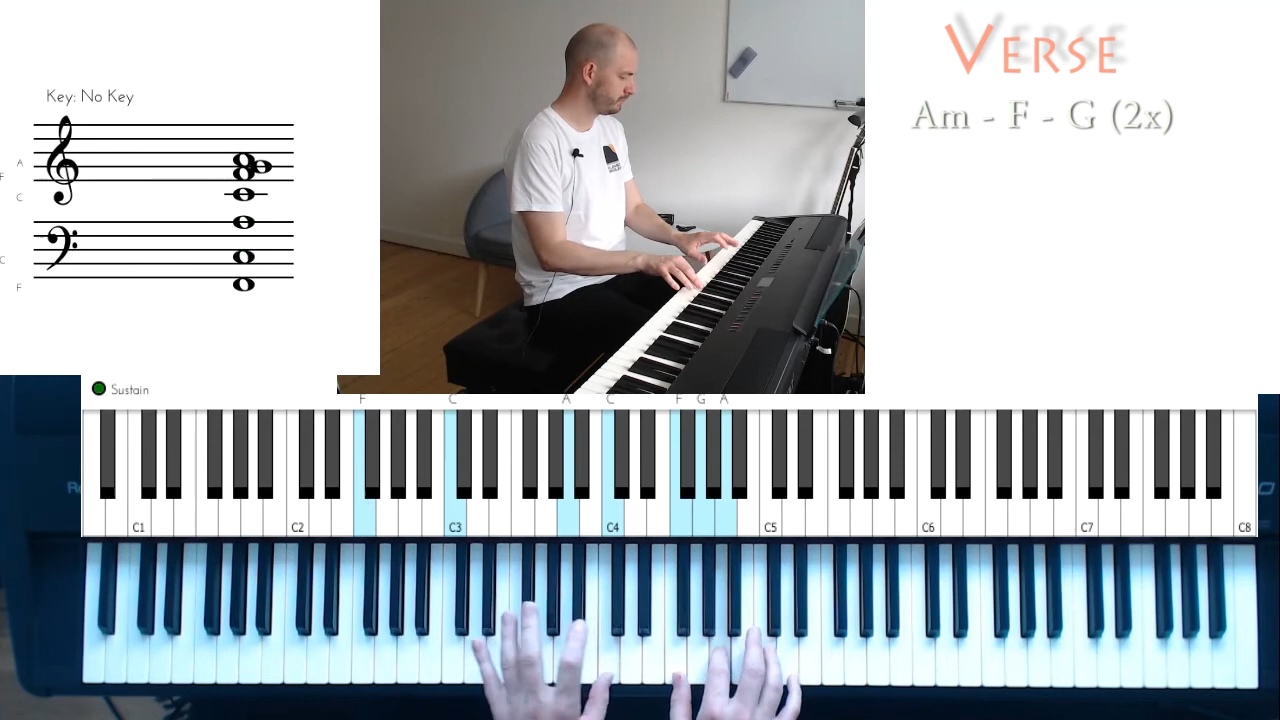 Key: No Key
A
F
C
C
F
VERSE
Am - F - G (2x)
Sustain
F C A C F G A
C1 C2 C3 C4 C5 C6 C7 C8